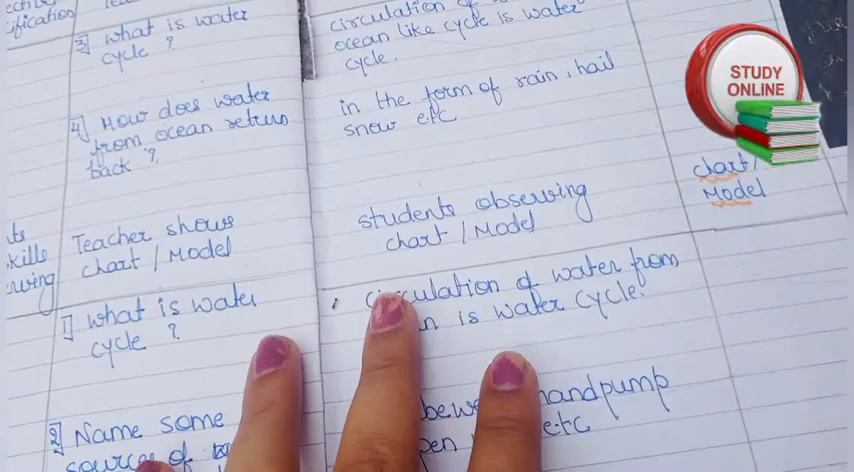 ification
3] What is water
cycle ?
4] How does water
from ocean return
back ?
Teacher shows
chart / Model
1] What is water
cycle ?
2] Name some
sources of
circulation of
ocean like cycle is water
cycle.
in the form of rain, hail
snow etc
students observing
chart / Model
circulation of water from
n is water cycle.
handpump
etc
chart /
Model
STUDY
ONLINE